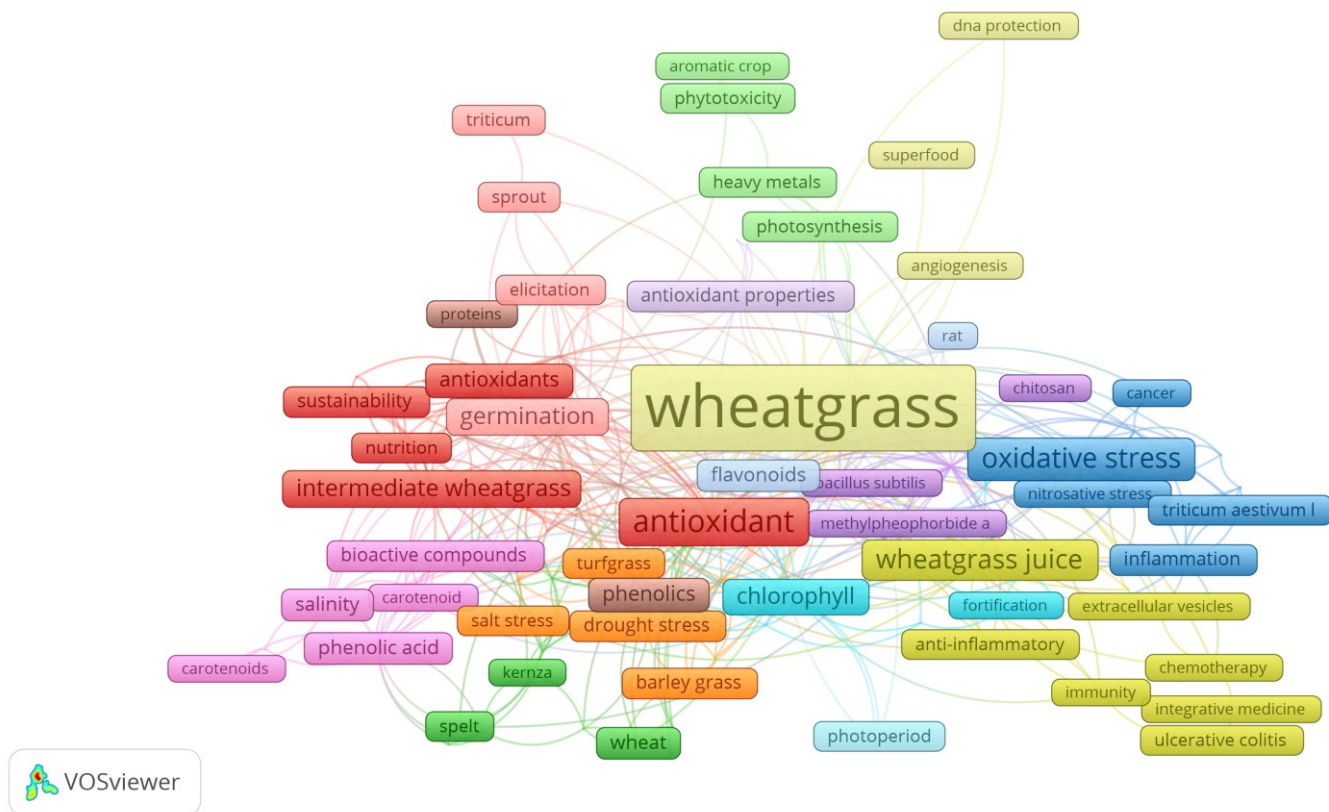 dna protection
aromatic crop
phytotoxicity
triticum
superfood
heavy metals
sprout
photosynthesis
angiogenesis
elicitation
antioxidant properties
proteins
rat
antioxidants
chitosan
cancer
sustainability
wheatgrass
germination
nutrition
oxidative stress
flavonoids
bacillus subtilis
intermediate wheatgrass
nitrosative stress
triticum aestivum l
antioxidant
methylpheophorbide a
bioactive compounds
turfgrass
wheatgrass juice
inflammation
phenolics
chlorophyll
salinity
carotenoid
fortification
extracellular vesicles
salt stress
drought stress
phenolic acid
anti-inflammatory
carotenoids
kernza
chemotherapy
barley grass
immunity
integrative medicine
spelt
wheat
photoperiod
ulcerative colitis
VOSviewer